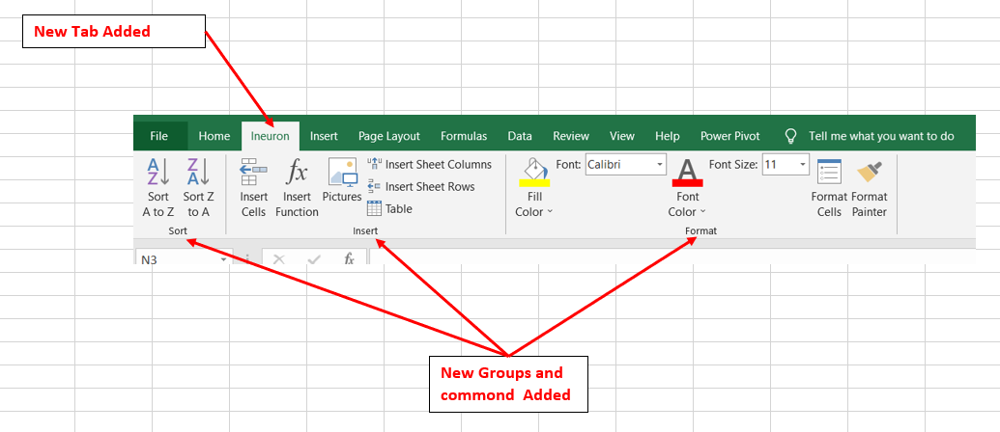 New Tab Added
File Home Ineuron Insert Page Layout Formulas Data Review View Help Power Pivot Tell me what you want to do
A Z Z A fx Insert Sheet Columns Font: Calibri A Font Size: 11
Insert Sheet Rows
Sort Sort Z Insert Insert Pictures Fill Font Format Format
A to Z to A Cells Function Table Color Color Cells Painter
Sort Insert Format
N3 fx
New Groups and
commond Added